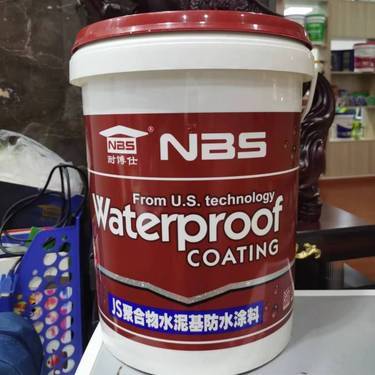 NBS
®
耐博仕
NBS
From U.S. technology
Waterproof
COATING
JS聚合物水泥基防水涂料